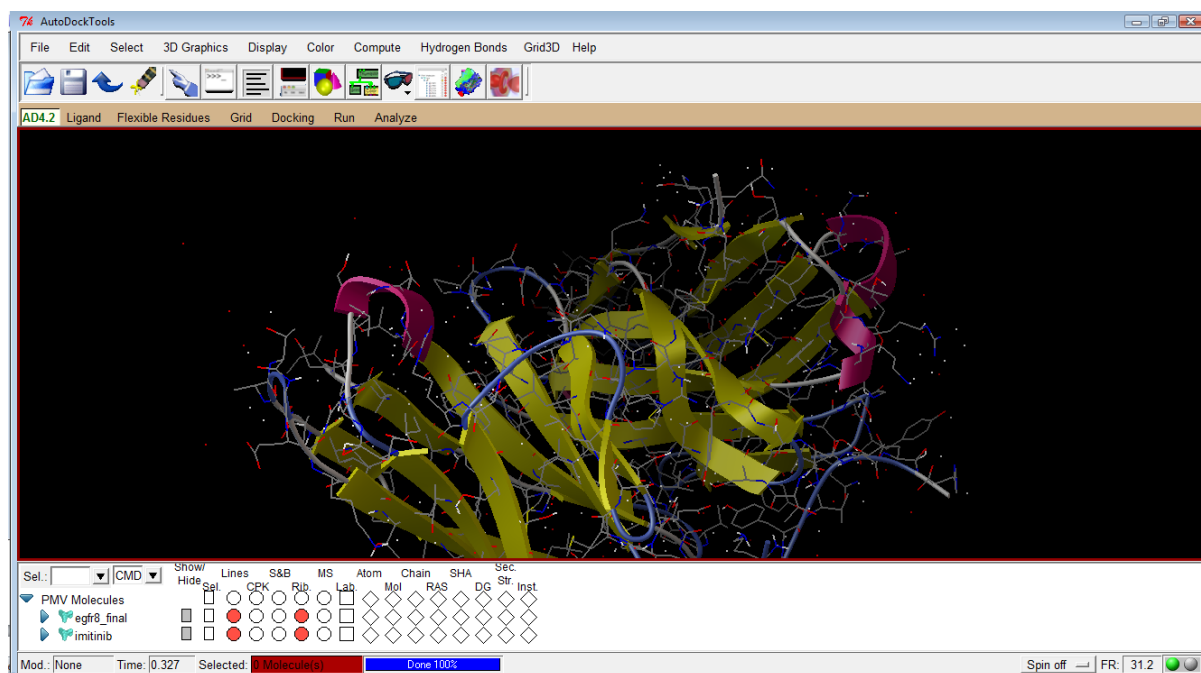 AutoDockTools
File Edit Select 3D Graphics Display Color Compute Hydrogen Bonds Grid3D Help
AD4.2 Ligand Flexible Residues Grid Docking Run Analyze
Sel.: CMD Show/ Hide Sel. Lines CPK S&B Rib. MS Lab. Atom Mol Chain RAS SHA DG Sec. Str. Inst.
PMV Molecules
egfr8_final
imitinib
Mod.: None Time: 0.327 Selected: 0 Molecule(s) Done 100% Spin off FR: 31.2